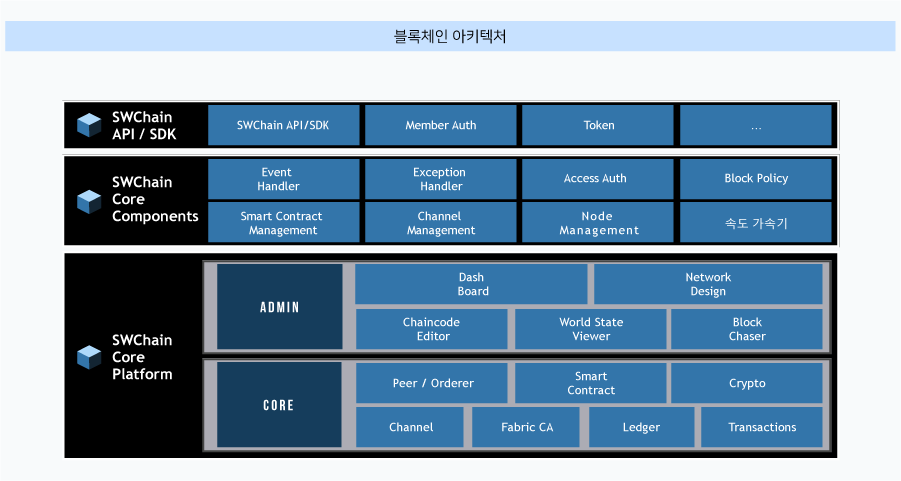 블록체인 아키텍처
SWChain
API / SDK
SWChain API/SDK
Member Auth
Token
...
SWChain
Core
Components
Event
Handler
Exception
Handler
Access Auth
Block Policy
Smart Contract
Management
Channel
Management
Node
Management
속도 가속기
SWChain
Core
Platform
ADMIN
Dash
Board
Network
Design
Chaincode
Editor
World State
Viewer
Block
Chaser
CORE
Peer / Orderer
Smart
Contract
Crypto
Channel
Fabric CA
Ledger
Transactions